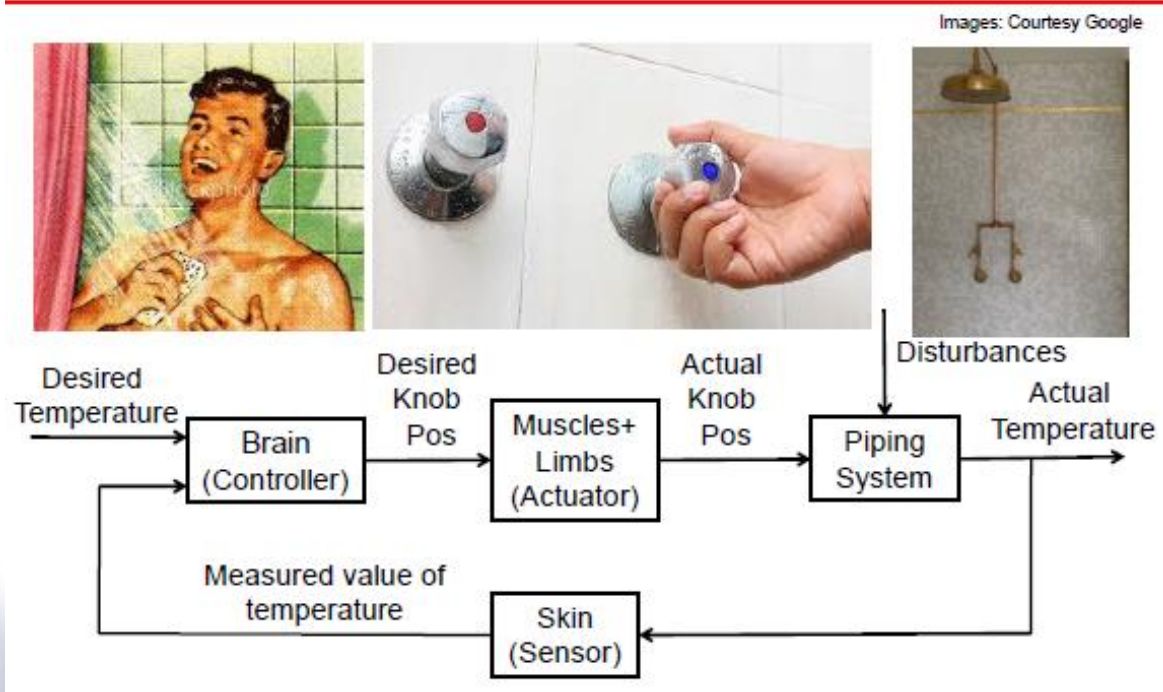 Images: Courtesy Google
Desired
Temperature
Brain
(Controller)
Desired
Knob
Pos
Muscles+
Limbs
(Actuator)
Actual
Knob
Pos
Disturbances
Piping
System
Actual
Temperature
Measured value of
temperature
Skin
(Sensor)